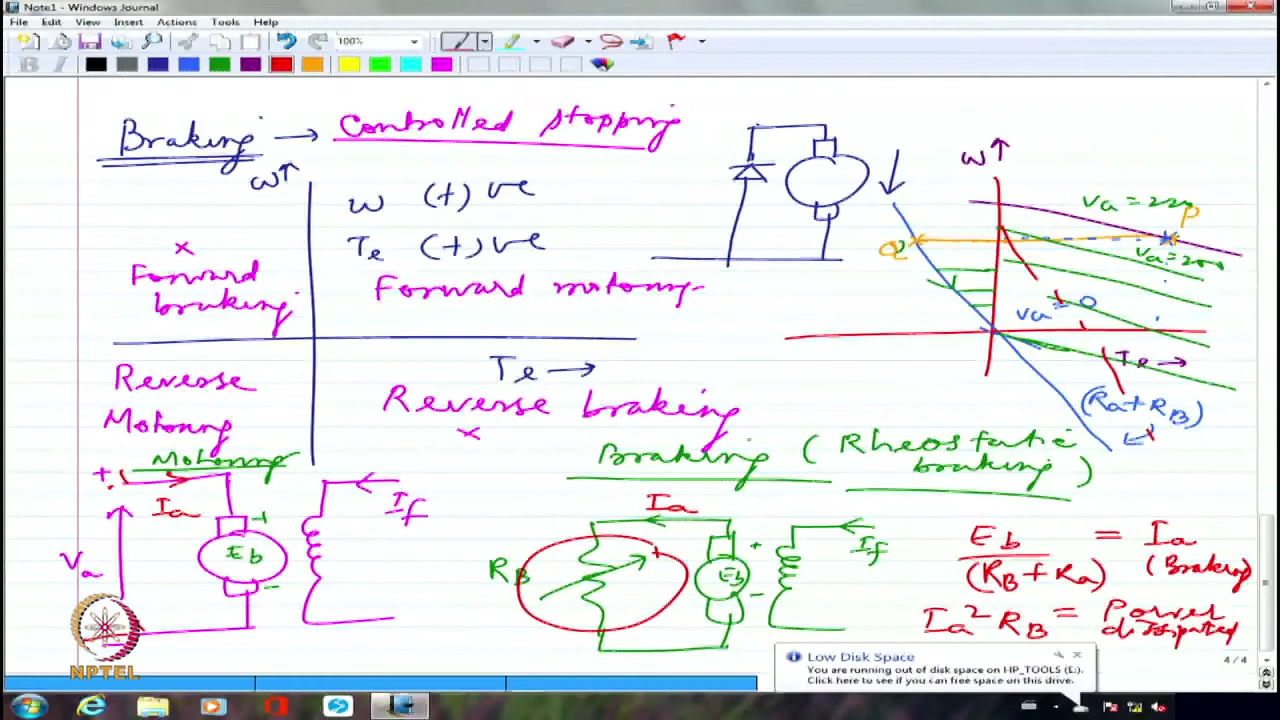 Note1 - Windows Journal
File Edit View Insert Actions Tools Help
100%
Braking → Controlled stopping
ω↑
ω (+) ve
Te (+) ve
Forward motoring
x
Forward braking
Te →
Reverse Motoring
Reverse braking
x
ω↑
Va = 220
P
Q
Va = 200
Va = 0
Te →
(Ra + RB)
Motoring
Braking (Rheostatic braking)
+
Ia
Va
+
Eb
-
If
Ia
RB
+
+
Eb
-
If
Eb / (RB + Ra) = Ia (Braking)
Ia² RB = Power dissipated
NPTEL
4/4
Low Disk Space
You are running out of disk space on HP_TOOLS (E:).
Click here to see if you can free space on this drive.